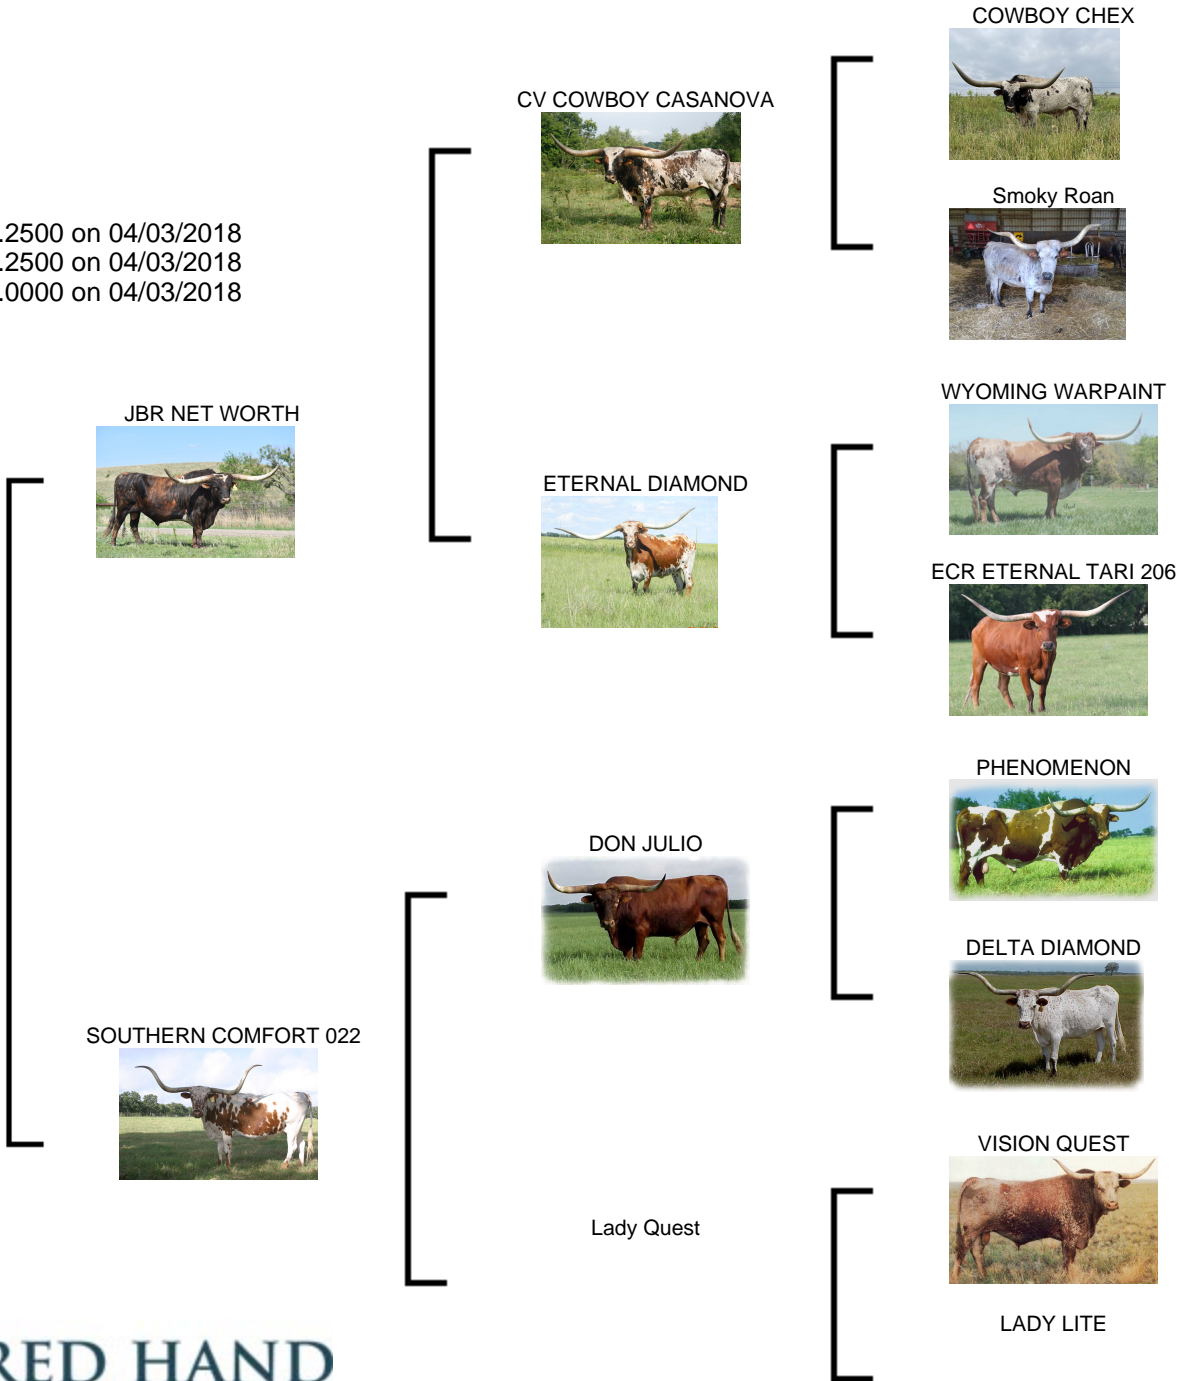 COWBOY CHEX
CV COWBOY CASANOVA
Smoky Roan
.2500 on 04/03/2018
.2500 on 04/03/2018
.0000 on 04/03/2018
WYOMING WARPAINT
JBR NET WORTH
ETERNAL DIAMOND
ECR ETERNAL TARI 206
PHENOMENON
DON JULIO
DELTA DIAMOND
SOUTHERN COMFORT 022
VISION QUEST
Lady Quest
LADY LITE
RED HAND